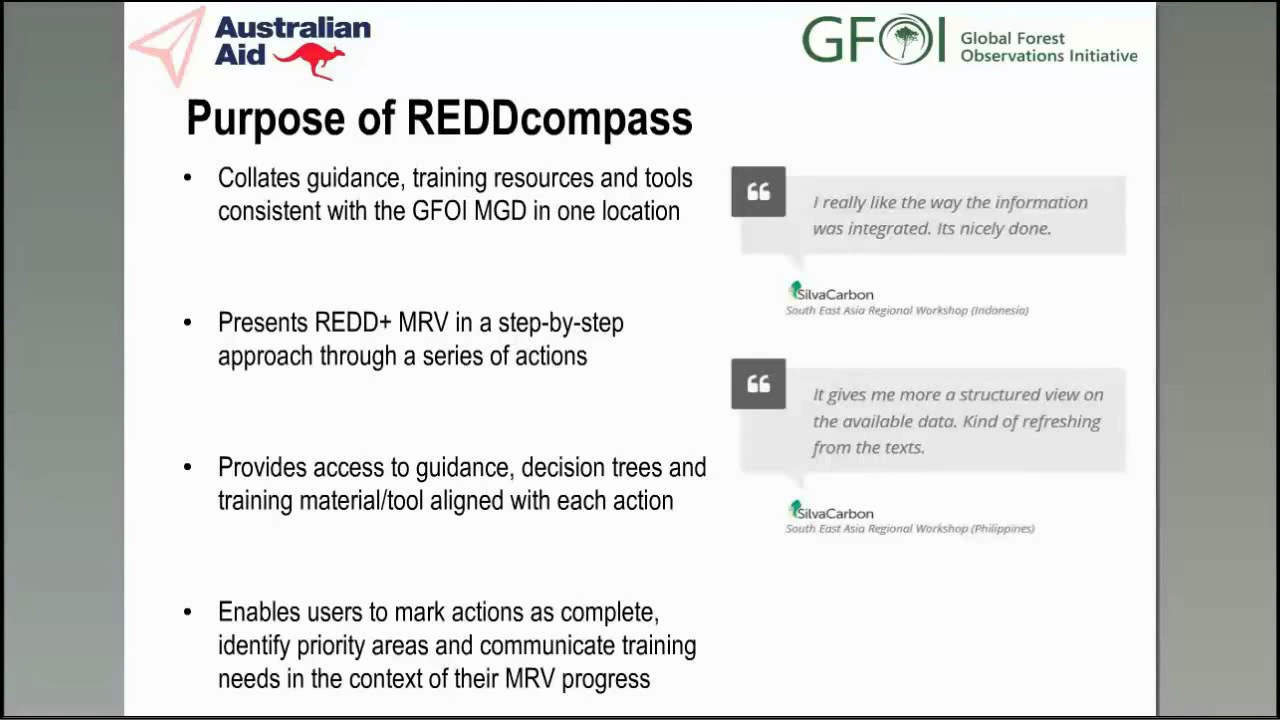 Australian
Aid
GFOI
Global Forest
Observations Initiative
Purpose of REDDcompass
• Collates guidance, training resources and tools
consistent with the GFOI MGD in one location
• Presents REDD+ MRV in a step-by-step
approach through a series of actions
• Provides access to guidance, decision trees and
training material/tool aligned with each action
• Enables users to mark actions as complete,
identify priority areas and communicate training
needs in the context of their MRV progress
I really like the way the information
was integrated. Its nicely done.
SilvaCarbon
South East Asia Regional Workshop (Indonesia)
It gives me more a structured view on
the available data. Kind of refreshing
from the texts.
SilvaCarbon
South East Asia Regional Workshop (Philippines)